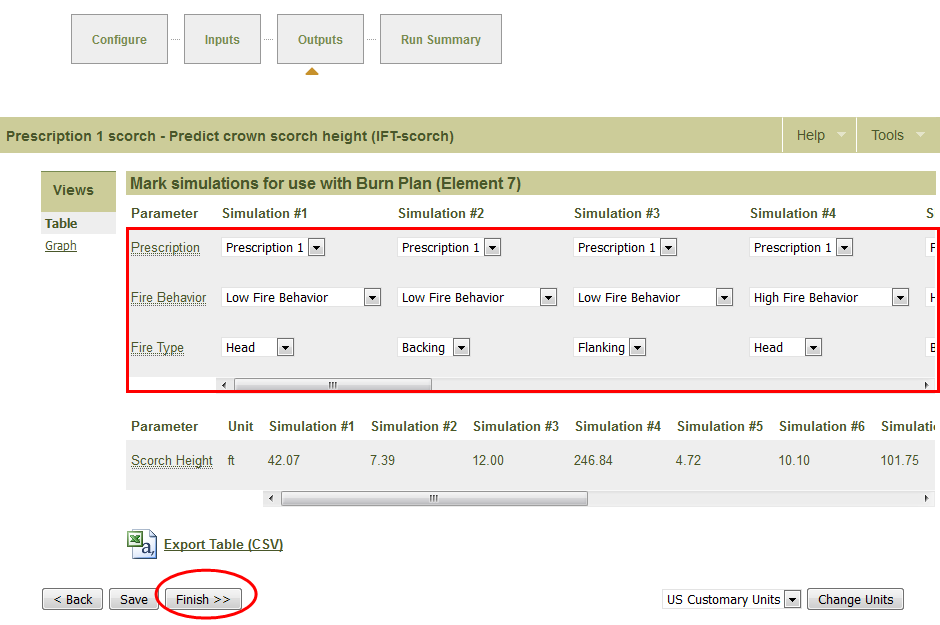 Configure Inputs Outputs Run Summary
Prescription 1 scorch - Predict crown scorch height (IFT-scorch) Help Tools
Views Mark simulations for use with Burn Plan (Element 7)
Table Parameter Simulation #1 Simulation #2 Simulation #3 Simulation #4 S
Graph Prescription Prescription 1 Prescription 1 Prescription 1 Prescription 1
Fire Behavior Low Fire Behavior Low Fire Behavior Low Fire Behavior High Fire Behavior
Fire Type Head Backing Flanking Head
Parameter Unit Simulation #1 Simulation #2 Simulation #3 Simulation #4 Simulation #5 Simulation #6 Simulati
Scorch Height ft 42.07 7.39 12.00 246.84 4.72 10.10 101.75
Export Table (CSV)
< Back Save Finish >> US Customary Units Change Units